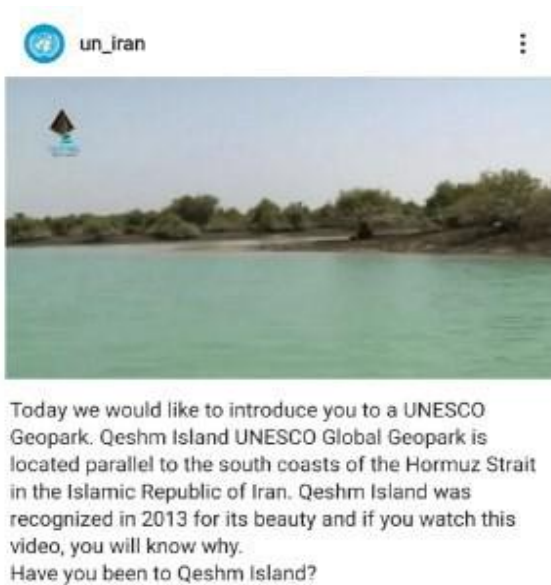 un_iran
Today we would like to introduce you to a UNESCO
Geopark. Qeshm Island UNESCO Global Geopark is
located parallel to the south coasts of the Hormuz Strait
in the Islamic Republic of Iran. Qeshm Island was
recognized in 2013 for its beauty and if you watch this
video, you will know why.
Have you been to Qeshm Island?